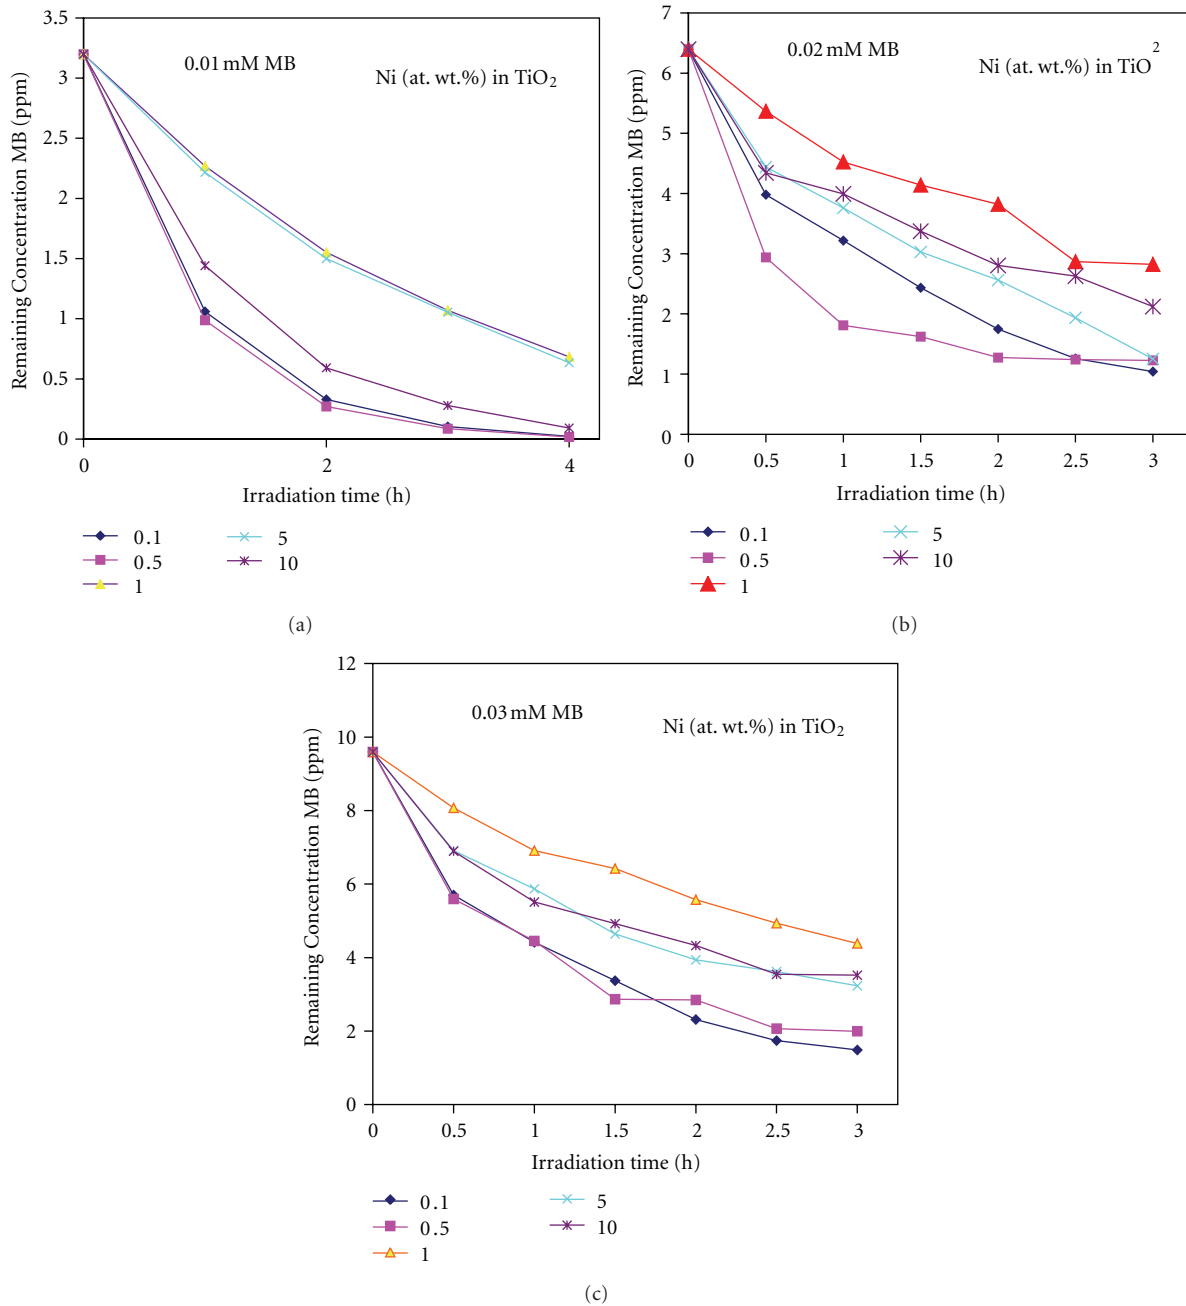 3.5
3
2.5
2
1.5
1
0.5
0
Remaining Concentration MB (ppm)
0.01 mM MB
Ni (at. wt.%) in TiO2
0 2 4
Irradiation time (h)
0.1 5
0.5 10
1
(a)
7
6
5
4
3
2
1
0
Remaining Concentration MB (ppm)
0.02 mM MB
Ni (at. wt.%) in TiO 2
0 0.5 1 1.5 2 2.5 3
Irradiation time (h)
0.1 5
0.5 10
1
(b)
12
10
8
6
4
2
0
Remaining Concentration MB (ppm)
0.03 mM MB
Ni (at. wt.%) in TiO2
0 0.5 1 1.5 2 2.5 3
Irradiation time (h)
0.1 5
0.5 10
1
(c)